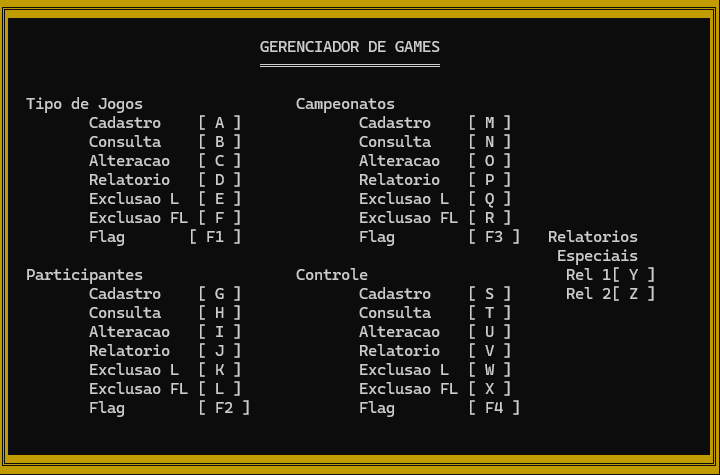 GERENCIADOR DE GAMES
Tipo de Jogos
Cadastro [ A ]
Consulta [ B ]
Alteracao [ C ]
Relatorio [ D ]
Exclusao L [ E ]
Exclusao FL [ F ]
Flag [ F1 ]
Campeonatos
Cadastro [ M ]
Consulta [ N ]
Alteracao [ O ]
Relatorio [ P ]
Exclusao L [ Q ]
Exclusao FL [ R ]
Flag [ F3 ]
Participantes
Cadastro [ G ]
Consulta [ H ]
Alteracao [ I ]
Relatorio [ J ]
Exclusao L [ K ]
Exclusao FL [ L ]
Flag [ F2 ]
Controle
Cadastro [ S ]
Consulta [ T ]
Alteracao [ U ]
Relatorio [ V ]
Exclusao L [ W ]
Exclusao FL [ X ]
Flag [ F4 ]
Relatorios
Especiais
Rel 1[ Y ]
Rel 2[ Z ]